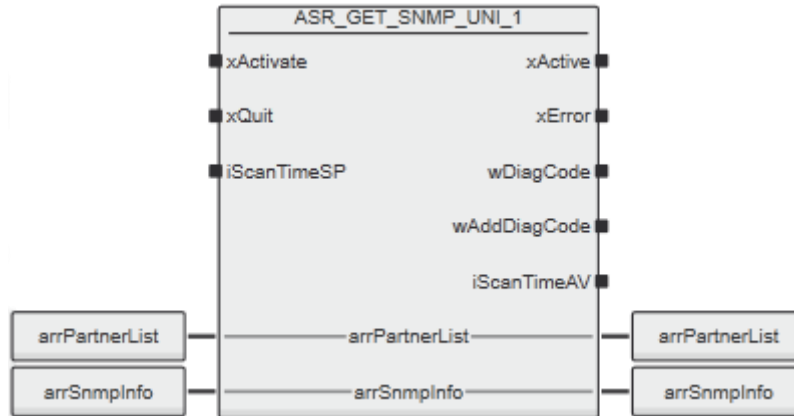 ASR_GET_SNMP_UNI_1
xActivate xActive
xQuit xError
iScanTimeSP wDiagCode
wAddDiagCode
iScanTimeAV
arrPartnerList arrPartnerList arrPartnerList
arrSnmpInfo arrSnmpInfo arrSnmpInfo